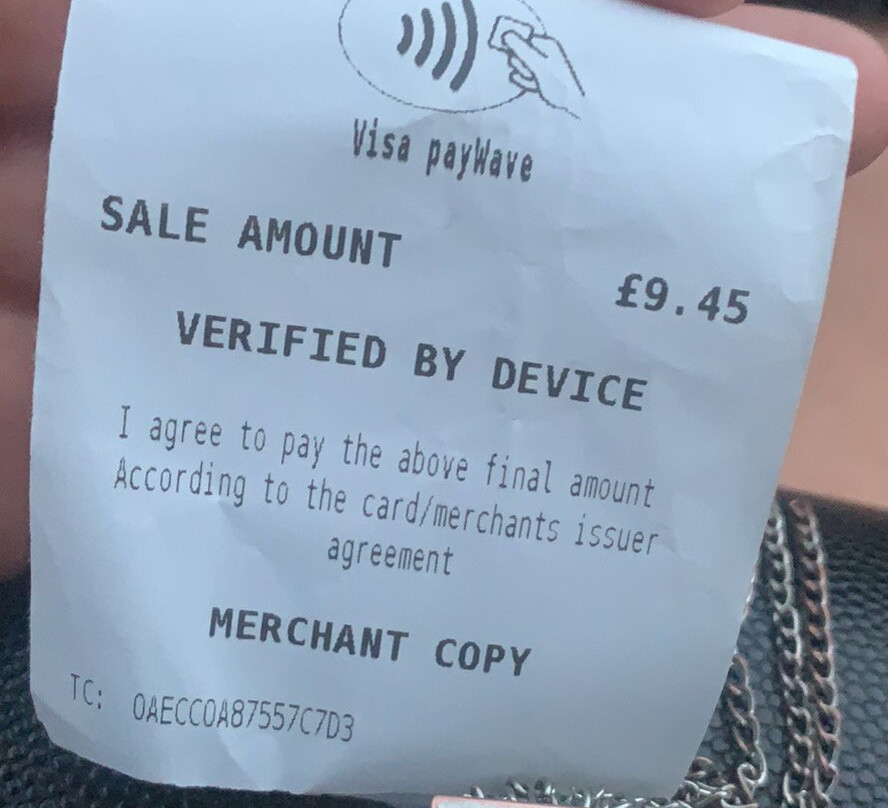 Visa payWave
SALE AMOUNT
£9.45
VERIFIED BY DEVICE
I agree to pay the above final amount
According to the card/merchants issuer
agreement
MERCHANT COPY
TC: 0AECC0A87557C7D3